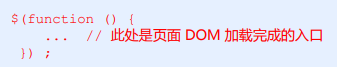 $(function () {
... // 此处是页面 DOM 加载完成的入口
}) ;